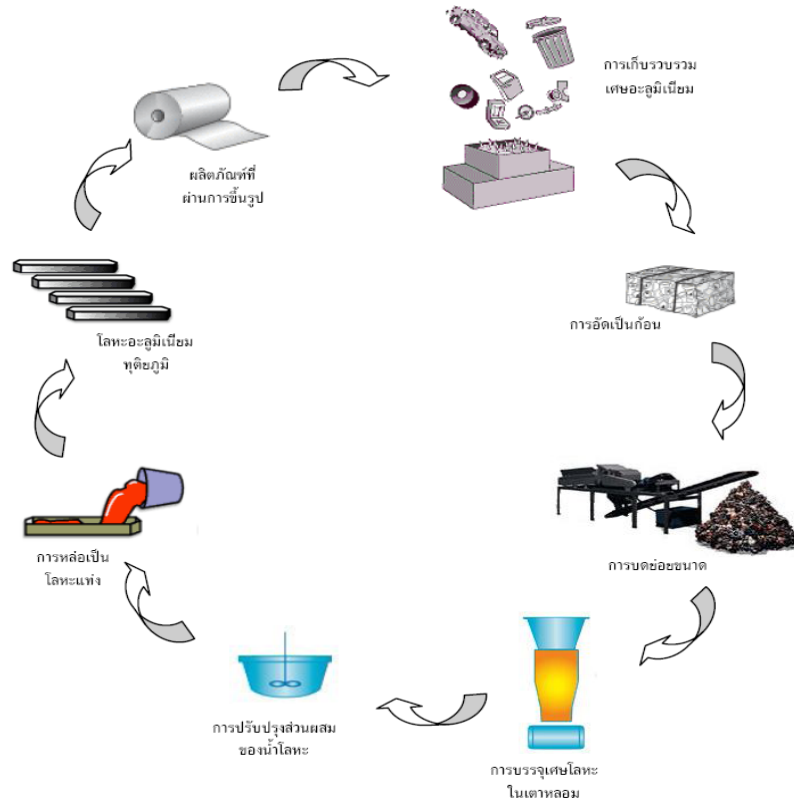 การเก็บรวบรวม
เศษอะลูมิเนียม
การอัดเป็นก้อน
การบดย่อยขนาด
การบรรจุเศษโลหะ
ในเตาหลอม
การปรับปรุงส่วนผสม
ของน้ำโลหะ
การหล่อเป็น
โลหะแท่ง
โลหะอะลูมิเนียม
ทุติยภูมิ
ผลิตภัณฑ์ที่
ผ่านการขึ้นรูป